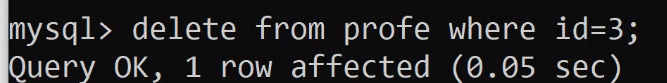 mysql> delete from profe where id=3;
Query OK, 1 row affected (0.05 sec)